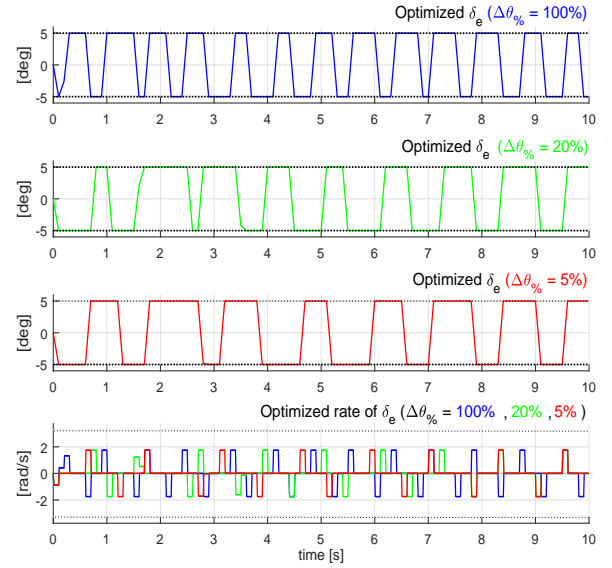 Optimized δe (Δθ% = 100%)
[deg]
5
0
-5
0 1 2 3 4 5 6 7 8 9 10
Optimized δe (Δθ% = 20%)
[deg]
5
0
-5
0 1 2 3 4 5 6 7 8 9 10
Optimized δe (Δθ% = 5%)
[deg]
5
0
-5
0 1 2 3 4 5 6 7 8 9 10
Optimized rate of δe (Δθ% = 100% , 20% , 5% )
[rad/s]
2
0
-2
0 1 2 3 4 5 6 7 8 9 10
time [s]